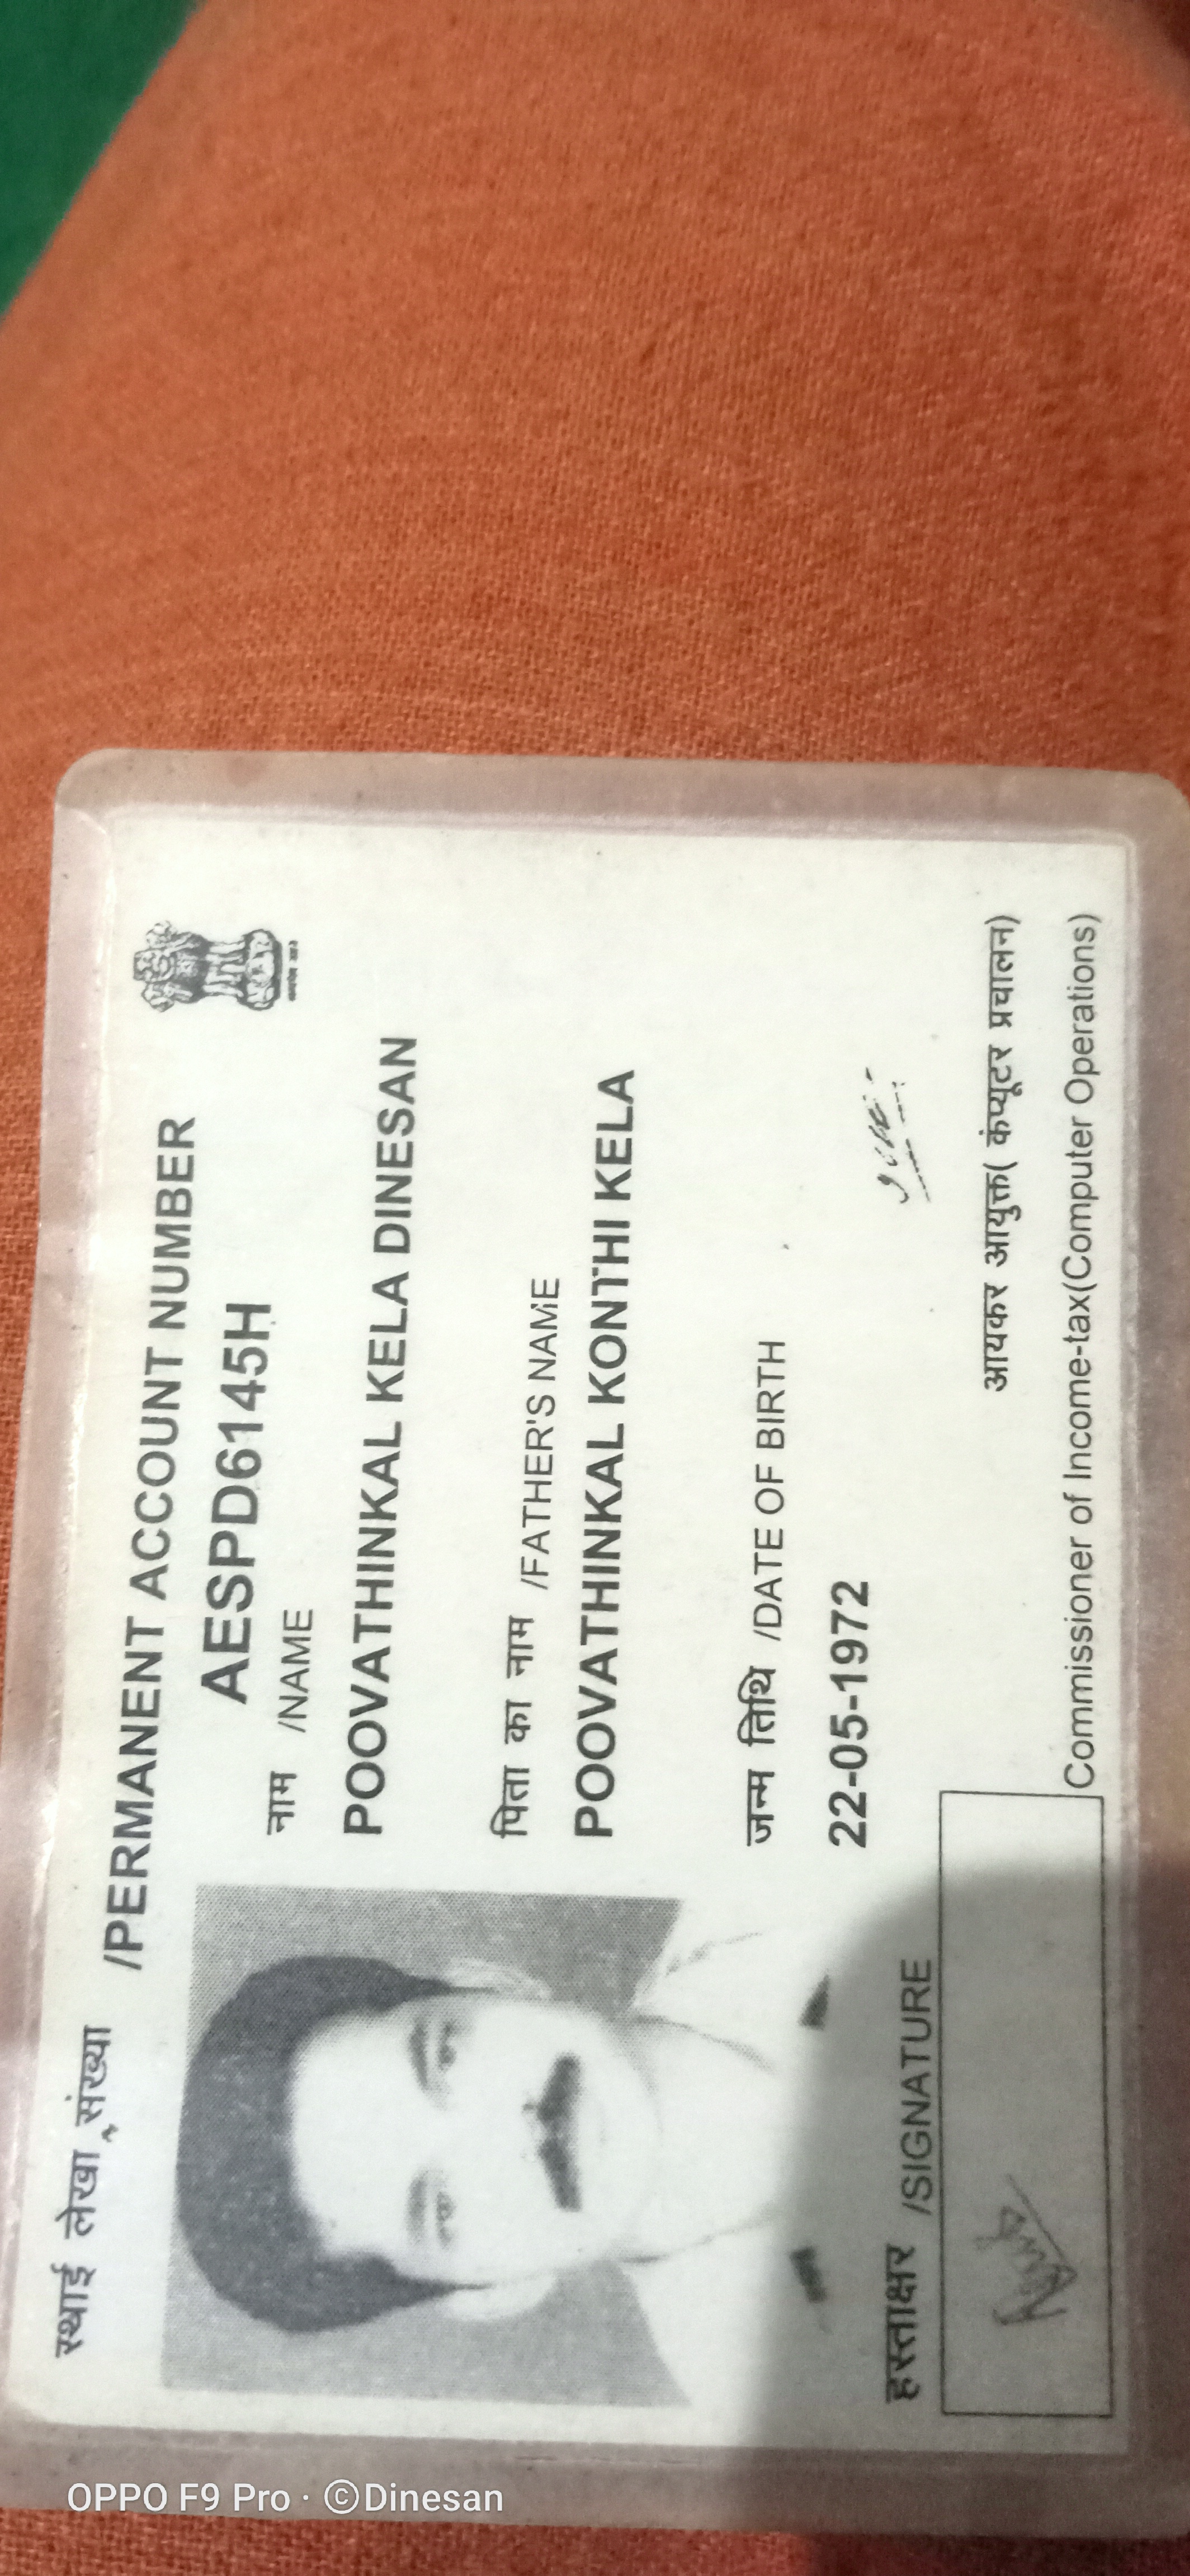 स्थाई लेखा संख्या /PERMANENT ACCOUNT NUMBER
AESPD6145H
नाम /NAME
POOVATHINKAL KELA DINESAN
पिता का नाम /FATHER'S NAME
POOVATHINKAL KONTHI KELA
जन्म तिथि /DATE OF BIRTH
22-05-1972
हस्ताक्षर /SIGNATURE
आयकर आयुक्त( कंप्यूटर प्रचालन)
Commissioner of Income-tax(Computer Operations)
OPPO F9 Pro · ©Dinesan